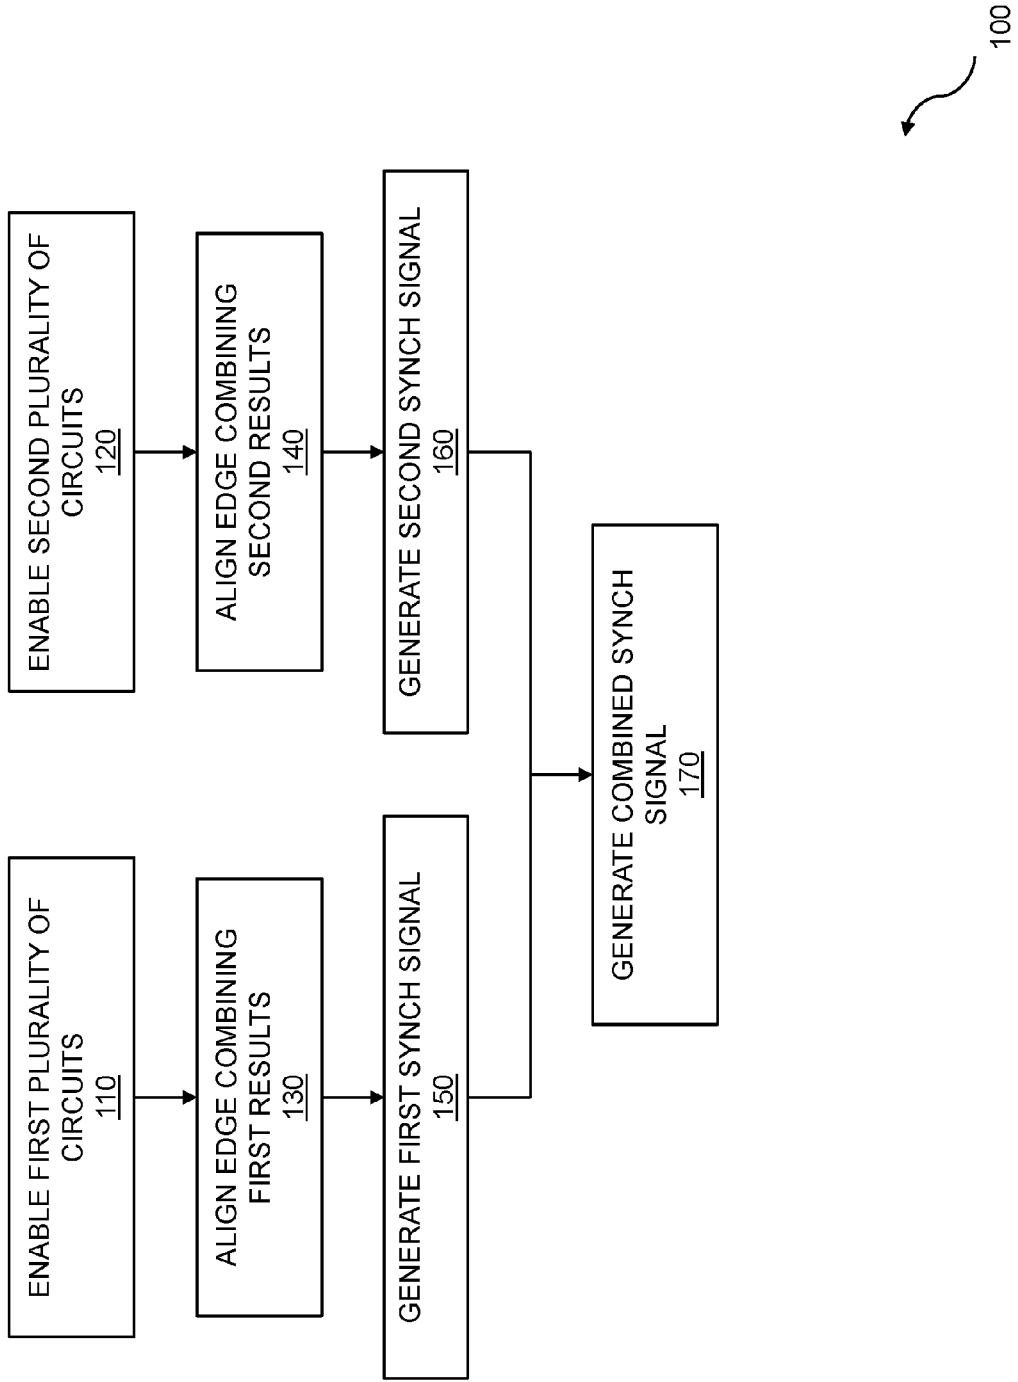 ENABLE FIRST PLURALITY OF
CIRCUITS
110
ENABLE SECOND PLURALITY OF
CIRCUITS
120
ALIGN EDGE COMBINING
FIRST RESULTS
130
ALIGN EDGE COMBINING
SECOND RESULTS
140
GENERATE FIRST SYNCH SIGNAL
150
GENERATE SECOND SYNCH SIGNAL
160
GENERATE COMBINED SYNCH
SIGNAL
170
100